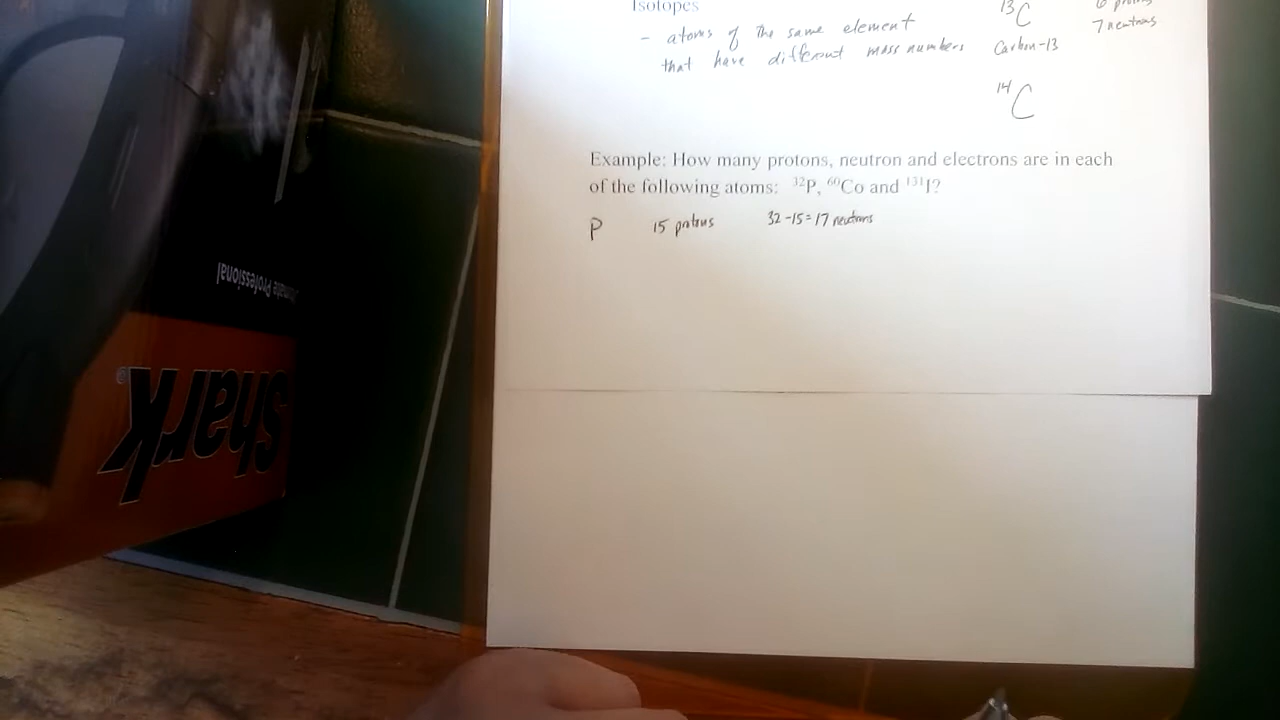 Isotopes
- atoms of the same element
that have different mass numbers
13C
7 neutrons
Carbon-13
14C
Example: How many protons, neutron and electrons are in each
of the following atoms: 32P, 60Co and 131I?
P 15 protons 32-15=17 neutrons
Professional
Shark